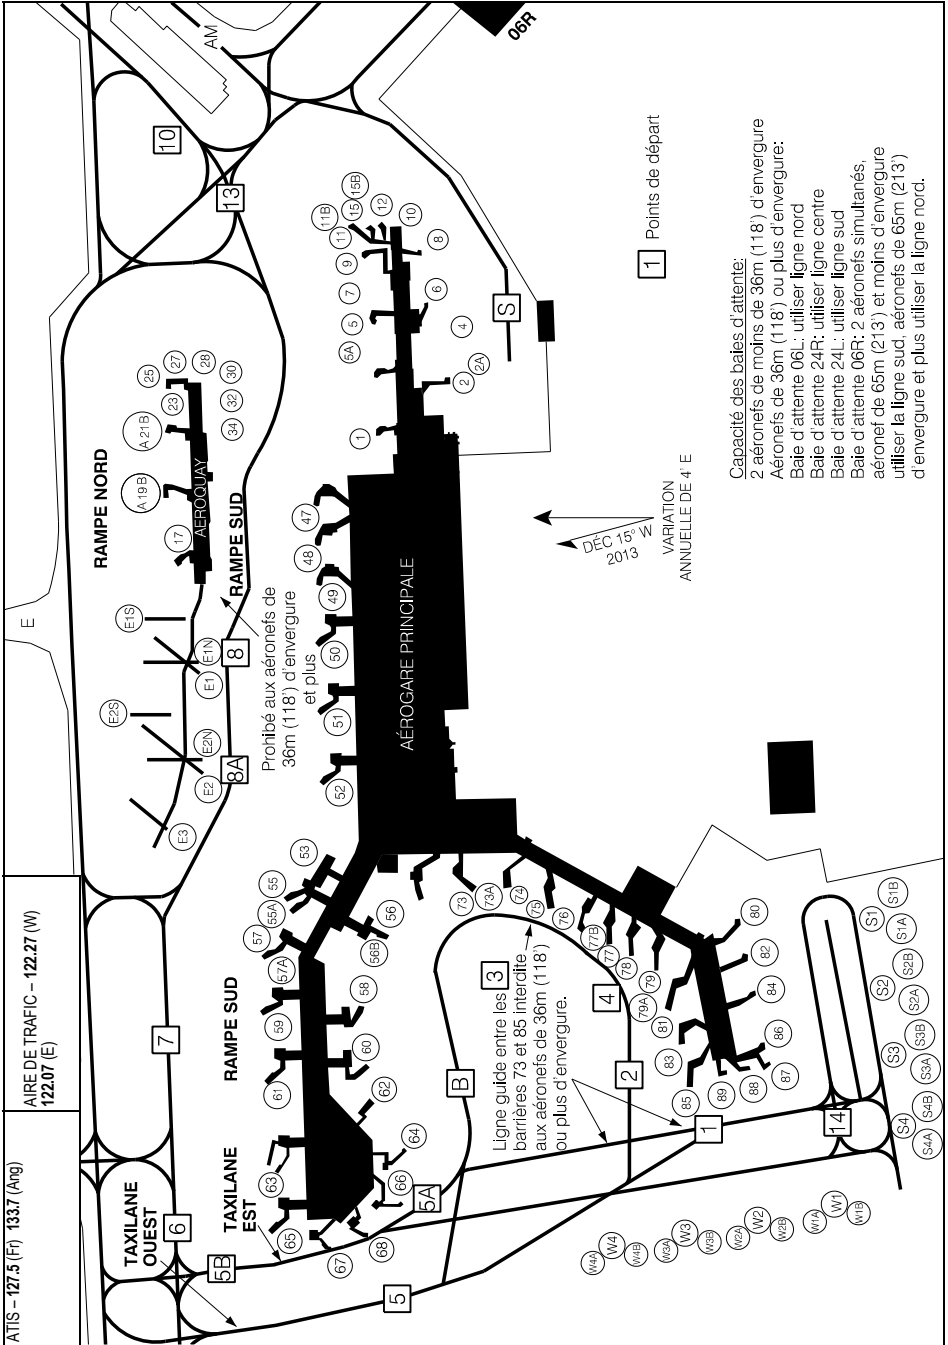 ATIS – 127.5 (Fr) 133.7 (Ang)
AIRE DE TRAFIC – 122.27 (W)
122.07 (E)
AM
06R
10
13
E
RAMPE NORD
25
27
28
30
32
34
23
A21B
A19B
17
AEROQUAY
RAMPE SUD
E1S
E1N
E1
E2S
E2N
E2
E3
8
8A
Prohibé aux aéronefs de
36m (118') d'envergure
et plus
11B
15
15B
12
10
8
11
9
7
5
5A
6
4
2A
2
1
S
47
48
49
50
51
52
AÉROGARE PRINCIPALE
53
55
55A
57
57A
56
56B
58
59
60
61
62
63
64
65
66
67
68
RAMPE SUD
7
6
TAXILANE
OUEST
TAXILANE
EST
5B
5A
5
B
73
73A
74
75
76
77B
77
78
79
79A
81
83
85
89
88
87
86
84
82
80
3
4
2
1
14
Ligne guide entre les
barrières 73 et 85 interdite
aux aéronefs de 36m (118')
ou plus d'envergure.
S1
S1B
S1A
S2
S2B
S2A
S3
S3B
S3A
S4
S4B
S4A
W4A
W4
W4B
W3A
W3
W3B
W2A
W2
W2B
W1A
W1
W1B
DÉC 15° W
2013
VARIATION
ANNUELLE DE 4' E
1 Points de départ
Capacité des baies d'attente:
2 aéronefs de moins de 36m (118') d'envergure
Aéronefs de 36m (118') ou plus d'envergure:
Baie d'attente 06L: utiliser ligne nord
Baie d'attente 24R: utiliser ligne centre
Baie d'attente 24L: utiliser ligne sud
Baie d'attente 06R: 2 aéronefs simultanés,
aéronef de 65m (213') et moins d'envergure
utiliser la ligne sud, aéronefs de 65m (213')
d'envergure et plus utiliser la ligne nord.